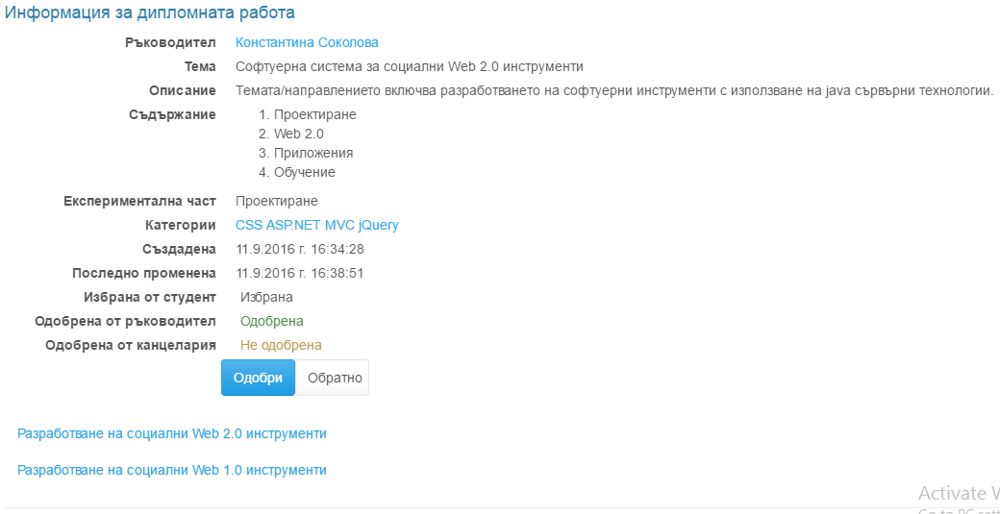 Информация за дипломната работа
Ръководител Константина Соколова
Тема Софтуерна система за социални Web 2.0 инструменти
Описание Темата/направлението включва разработването на софтуерни инструменти с използване на java сървърни технологии.
Съдържание 1. Проектиране
2. Web 2.0
3. Приложения
4. Обучение
Експериментална част Проектиране
Категории CSS ASP.NET MVC jQuery
Създадена 11.9.2016 г. 16:34:28
Последно променена 11.9.2016 г. 16:38:51
Избрана от студент Избрана
Одобрена от ръководител Одобрена
Одобрена от канцелария Не одобрена
Одобри Обратно
Разработване на социални Web 2.0 инструменти
Разработване на социални Web 1.0 инструменти
Activate W
Go to PC sett